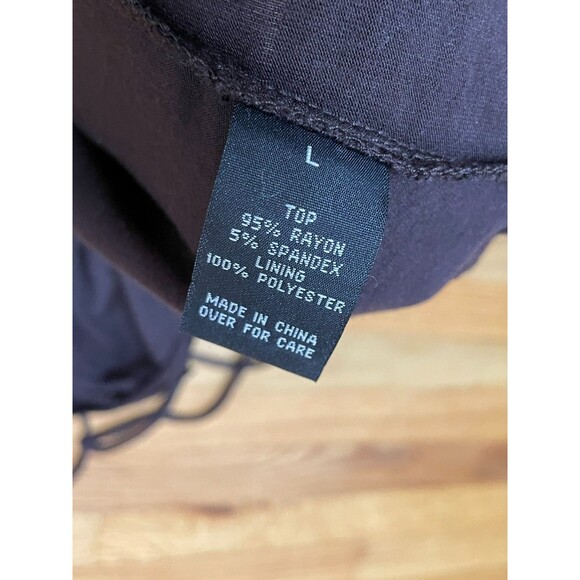 L
TOP
95% RAYON
5% SPANDEX
LINING
100% POLYESTER
MADE IN CHINA
OVER FOR CARE